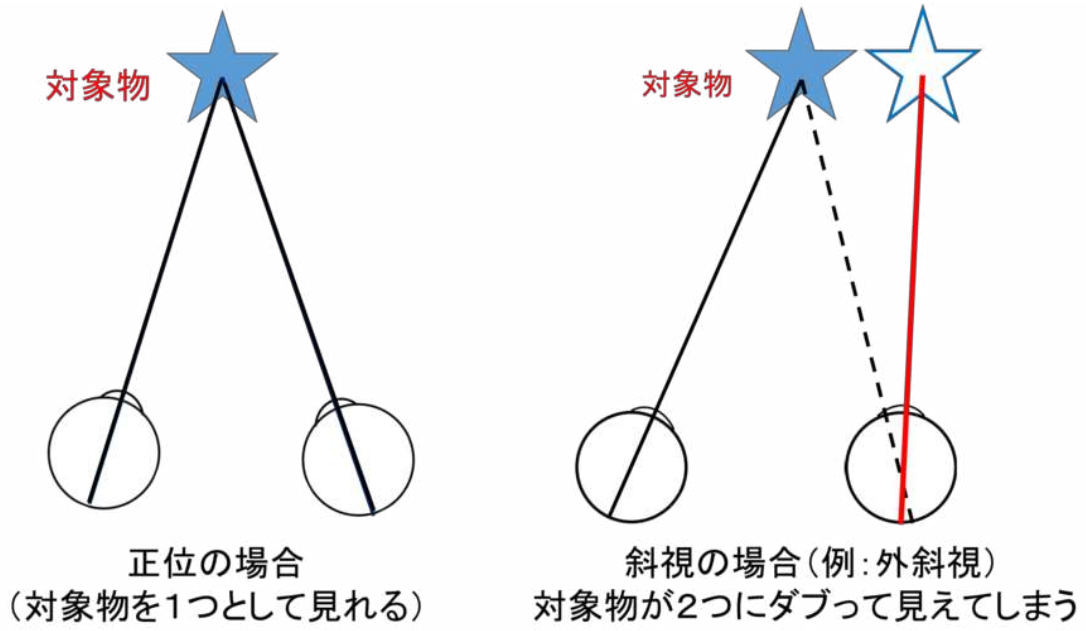 対象物
対象物
正位の場合
（対象物を１つとして見れる）
斜視の場合（例：外斜視）
対象物が２つにダブって見えてしまう